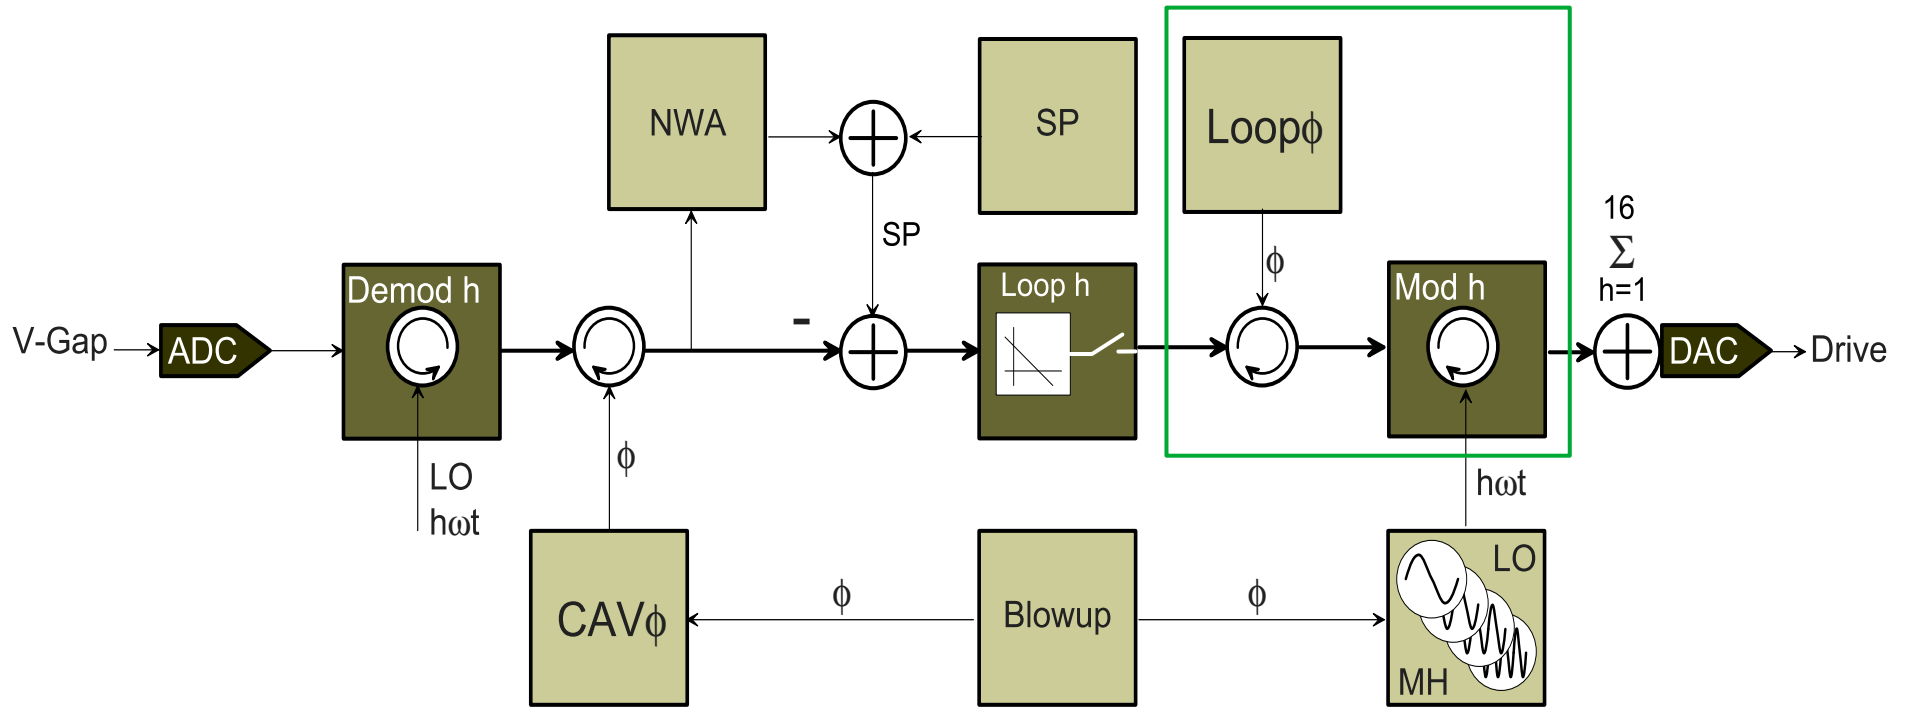 NWA
SP
Loopϕ
16
Σ
h=1
SP
ϕ
Demod h
Loop h
Mod h
-
V-Gap
ADC
DAC
Drive
LO
hωt
ϕ
hωt
CAVϕ
ϕ
Blowup
ϕ
LO
MH